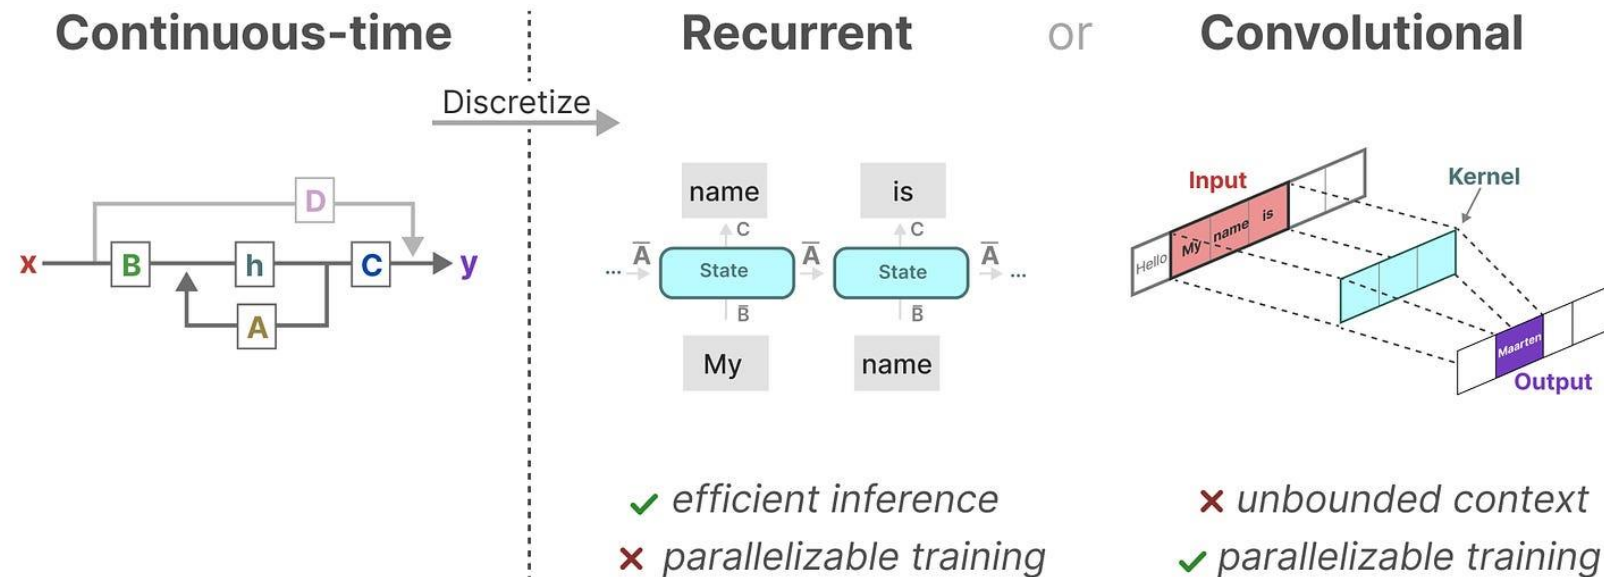 Continuous-time
Recurrent
or
Convolutional
Discretize
D
x
B
h
C
y
A
name
is
C
C
... A̅
State
A̅
State
A̅ ...
B̅
B̅
My
name
Input
Kernel
Hello
My
name
is
Maarten
Output
✓ efficient inference
✗ parallelizable training
✗ unbounded context
✓ parallelizable training